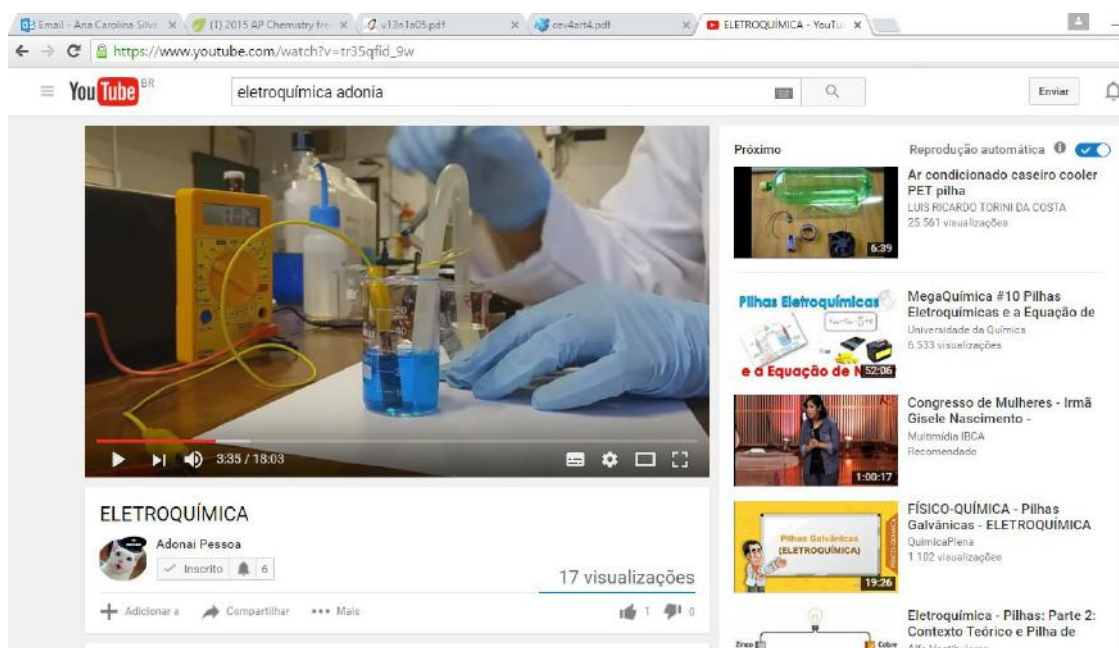 Email - Ana Carolina Silva
(1) 2015 AP Chemistry fre
v13n1a05.pdf
cev4art4.pdf
ELETROQUÍMICA - YouTu
https://www.youtube.com/watch?v=tr35qfid_9w
YouTube BR
eletroquímica adonia
Enviar
3:35 / 18:03
ELETROQUÍMICA
Adonai Pessoa
Inscrito 6
17 visualizações
Adicionar a Compartilhar Mais 1 0
Próximo
Reprodução automática
Ar condicionado caseiro cooler
PET pilha
LUIS RICARDO TORINI DA COSTA
25.561 visualizações
6:39
Pilhas Eletroquímicas
e a Equação de N
52:06
MegaQuímica #10 Pilhas
Eletroquímicas e a Equação de
Universidade da Química
6.533 visualizações
1:00:17
Congresso de Mulheres - Irmã
Gisele Nascimento -
Multimídia IBCA
Recomendado
Pilhas Galvânicas
(ELETROQUÍMICA)
FÍSICO-QUÍMICA
19:26
FÍSICO-QUÍMICA - Pilhas
Galvânicas - ELETROQUÍMICA
QuimicaPlena
1.102 visualizações
Zinco
Cobre
Eletroquímica - Pilhas: Parte 2:
Contexto Teórico e Pilha de